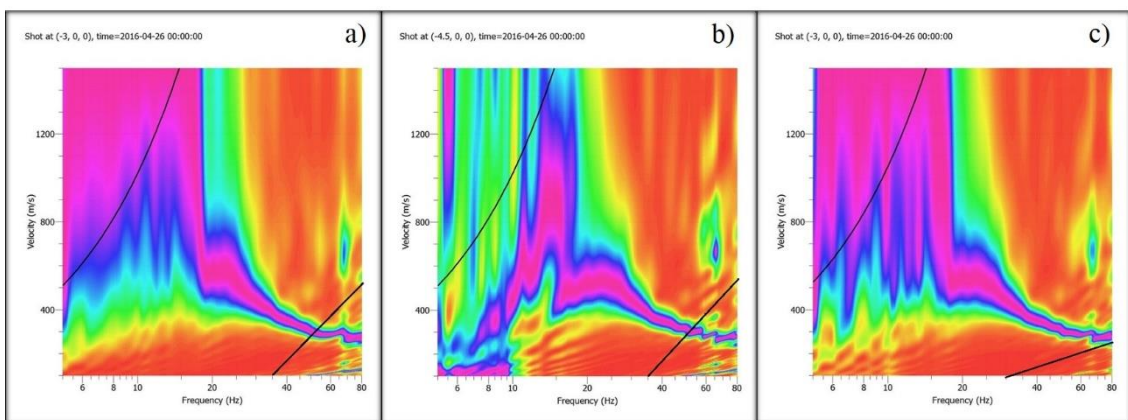 Shot at (-3, 0, 0), time=2016-04-26 00:00:00
a)
1200
800
400
Velocity (m/s)
6
8
10
20
40
60
80
Frequency (Hz)
Shot at (-4.5, 0, 0), time=2016-04-26 00:00:00
b)
1200
800
400
Velocity (m/s)
6
8
10
20
40
60
80
Frequency (Hz)
Shot at (-3, 0, 0), time=2016-04-26 00:00:00
c)
1200
800
400
Velocity (m/s)
6
8
10
20
40
60
80
Frequency (Hz)